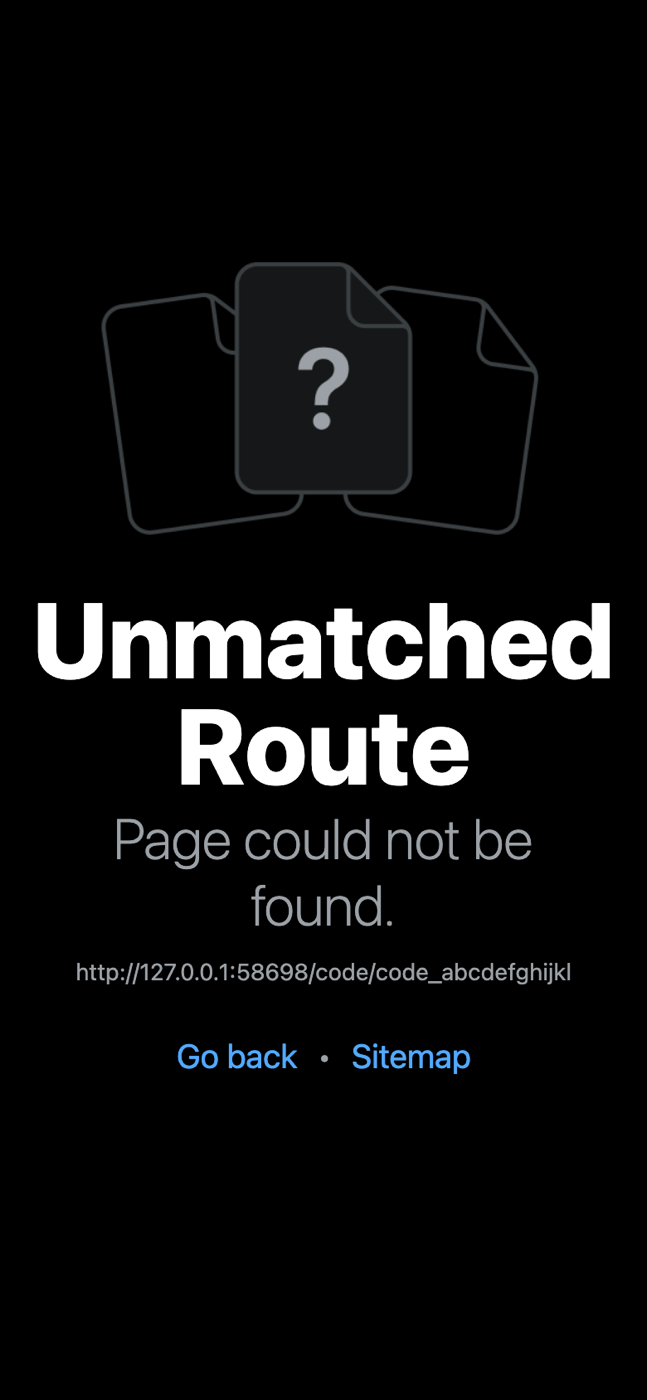 ?
Unmatched
Route
Page could not be
found.
http://127.0.0.1:58698/code/code_abcdefghijkl
Go back • Sitemap